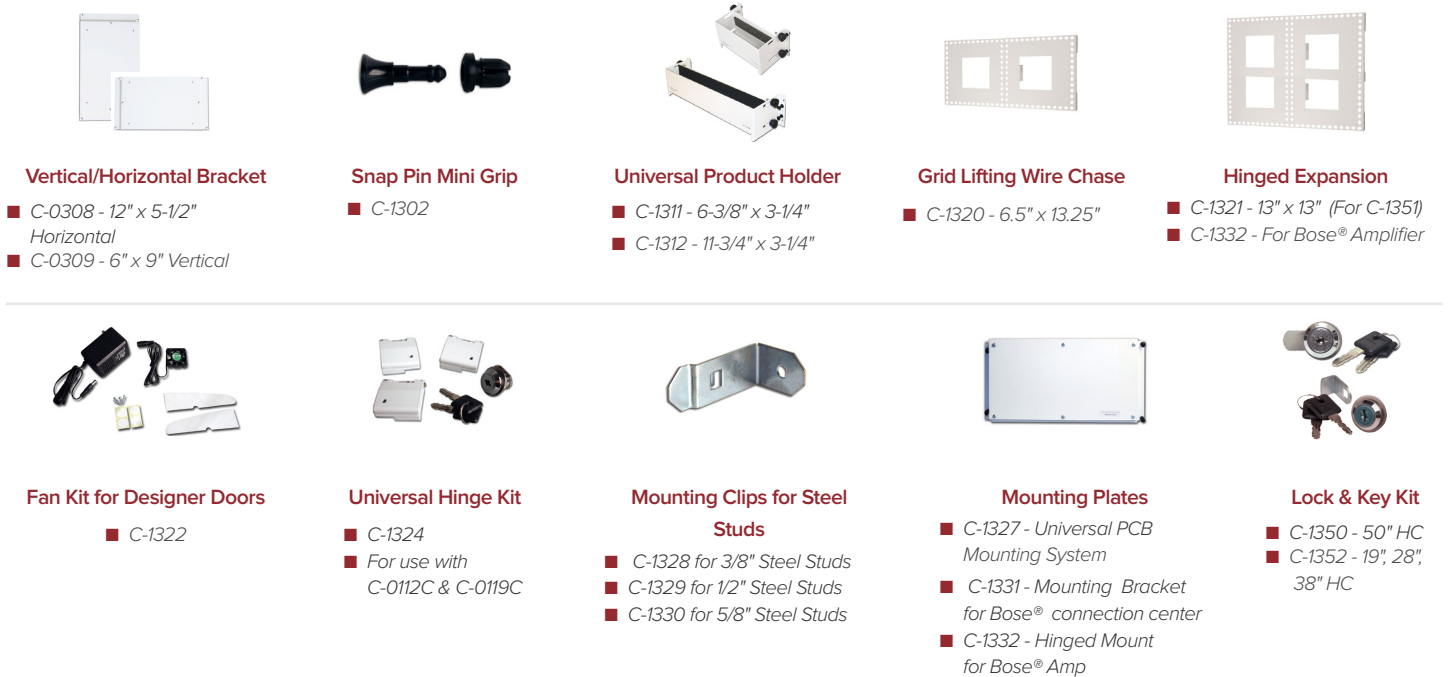 Vertical/Horizontal Bracket
C-0308 - 12" x 5-1/2"
Horizontal
C-0309 - 6" x 9" Vertical
Snap Pin Mini Grip
C-1302
Universal Product Holder
C-1311 - 6-3/8" x 3-1/4"
C-1312 - 11-3/4" x 3-1/4"
Grid Lifting Wire Chase
C-1320 - 6.5" x 13.25"
Hinged Expansion
C-1321 - 13" x 13" (For C-1351)
C-1332 - For Bose® Amplifier
Fan Kit for Designer Doors
C-1322
Universal Hinge Kit
C-1324
For use with
C-0112C & C-0119C
Mounting Clips for Steel
Studs
C-1328 for 3/8" Steel Studs
C-1329 for 1/2" Steel Studs
C-1330 for 5/8" Steel Studs
Mounting Plates
C-1327 - Universal PCB
Mounting System
C-1331 - Mounting Bracket
for Bose® connection center
C-1332 - Hinged Mount
for Bose® Amp
Lock & Key Kit
C-1350 - 50" HC
C-1352 - 19", 28",
38" HC